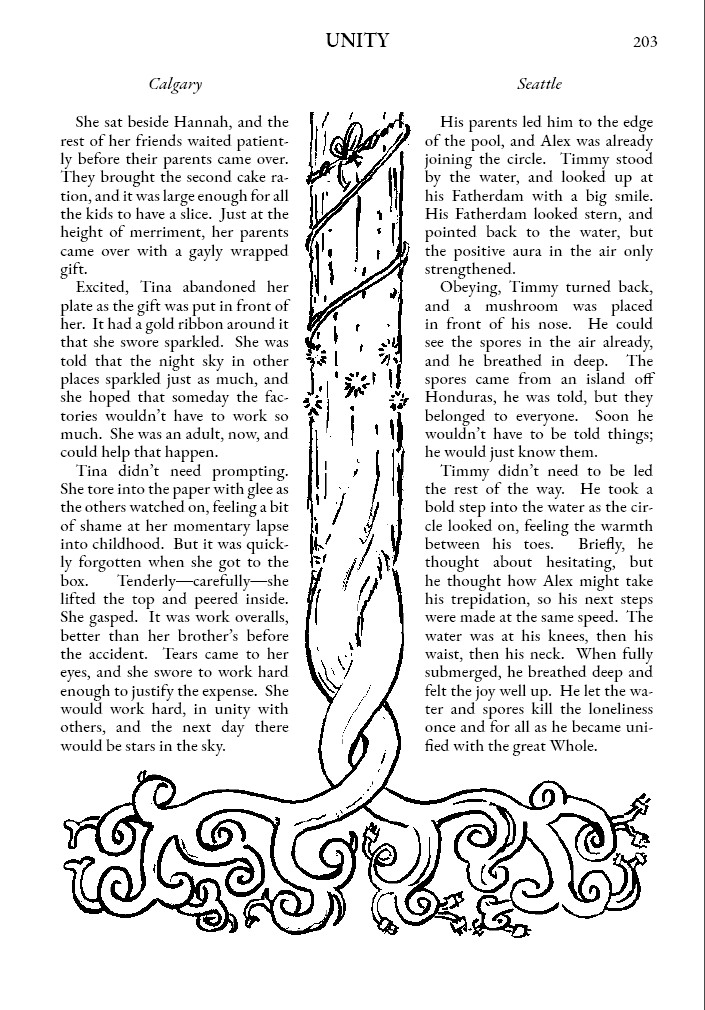 UNITY
203
Calgary
She sat beside Hannah, and the
rest of her friends waited patient-
ly before their parents came over.
They brought the second cake ra-
tion, and it was large enough for all
the kids to have a slice. Just at the
height of merriment, her parents
came over with a gayly wrapped
gift.
Excited, Tina abandoned her
plate as the gift was put in front of
her. It had a gold ribbon around it
that she swore sparkled. She was
told that the night sky in other
places sparkled just as much, and
she hoped that someday the fac-
tories wouldn't have to work so
much. She was an adult, now, and
could help that happen.
Tina didn't need prompting.
She tore into the paper with glee as
the others watched on, feeling a bit
of shame at her momentary lapse
into childhood. But it was quick-
ly forgotten when she got to the
box. Tenderly—carefully—she
lifted the top and peered inside.
She gasped. It was work overalls,
better than her brother's before
the accident. Tears came to her
eyes, and she swore to work hard
enough to justify the expense. She
would work hard, in unity with
others, and the next day there
would be stars in the sky.
Seattle
His parents led him to the edge
of the pool, and Alex was already
joining the circle. Timmy stood
by the water, and looked up at
his Fatherdam with a big smile.
His Fatherdam looked stern, and
pointed back to the water, but
the positive aura in the air only
strengthened.
Obeying, Timmy turned back,
and a mushroom was placed
in front of his nose. He could
see the spores in the air already,
and he breathed in deep. The
spores came from an island off
Honduras, he was told, but they
belonged to everyone. Soon he
wouldn't have to be told things;
he would just know them.
Timmy didn't need to be led
the rest of the way. He took a
bold step into the water as the cir-
cle looked on, feeling the warmth
between his toes. Briefly, he
thought about hesitating, but
he thought how Alex might take
his trepidation, so his next steps
were made at the same speed. The
water was at his knees, then his
waist, then his neck. When fully
submerged, he breathed deep and
felt the joy well up. He let the wa-
ter and spores kill the loneliness
once and for all as he became uni-
fied with the great Whole.